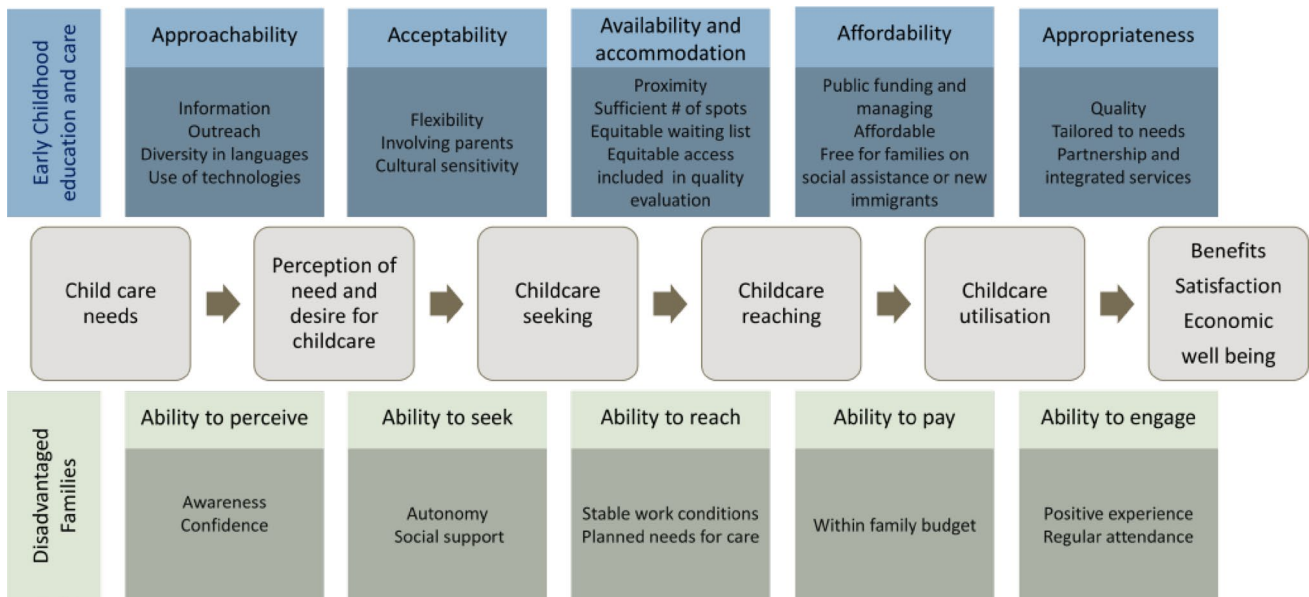 Early Childhood
education and care
Approachability
Information
Outreach
Diversity in languages
Use of technologies
Acceptability
Flexibility
Involving parents
Cultural sensitivity
Availability and
accommodation
Proximity
Sufficient # of spots
Equitable waiting list
Equitable access
included in quality
evaluation
Affordability
Public funding and
managing
Affordable
Free for families on
social assistance or new
immigrants
Appropriateness
Quality
Tailored to needs
Partnership and
integrated services
Child care
needs
Perception of
need and
desire for
childcare
Childcare
seeking
Childcare
reaching
Childcare
utilisation
Benefits
Satisfaction
Economic
well being
Disadvantaged
Families
Ability to perceive
Awareness
Confidence
Ability to seek
Autonomy
Social support
Ability to reach
Stable work conditions
Planned needs for care
Ability to pay
Within family budget
Ability to engage
Positive experience
Regular attendance